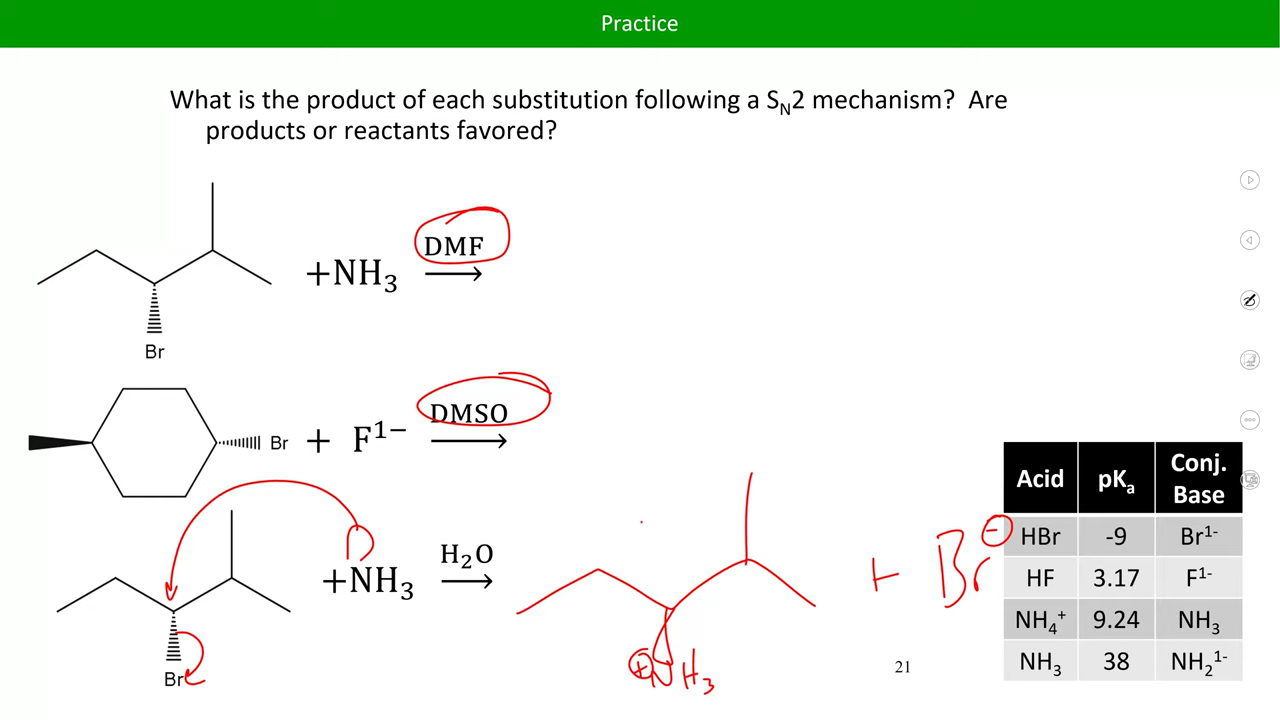 Practice
What is the product of each substitution following a S_N2 mechanism? Are
products or reactants favored?
Br
+NH₃ DMF ⟶
Br + F¹⁻ DMSO ⟶
Br
+NH₃ H₂O ⟶
⊕NH₃
+ Br⊖
Acid pKₐ Conj. Base
HBr -9 Br¹⁻
HF 3.17 F¹⁻
NH₄⁺ 9.24 NH₃
NH₃ 38 NH₂¹⁻
21